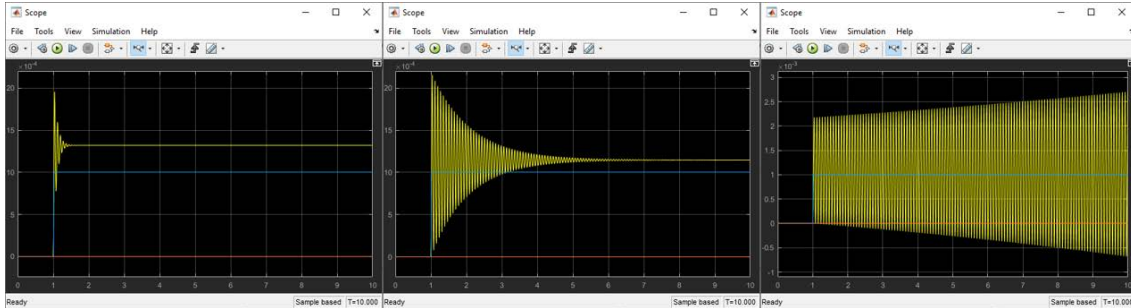 Scope
File Tools View Simulation Help
×10⁻⁴
20
15
10
5
0
0 1 2 3 4 5 6 7 8 9 10
Ready Sample based T=10.000
Scope
File Tools View Simulation Help
×10⁻⁴
20
15
10
5
0
0 1 2 3 4 5 6 7 8 9 10
Ready Sample based T=10.000
Scope
File Tools View Simulation Help
×10⁻³
3
2.5
2
1.5
1
0.5
0
-0.5
-1
0 1 2 3 4 5 6 7 8 9 10
Ready Sample based T=10.000